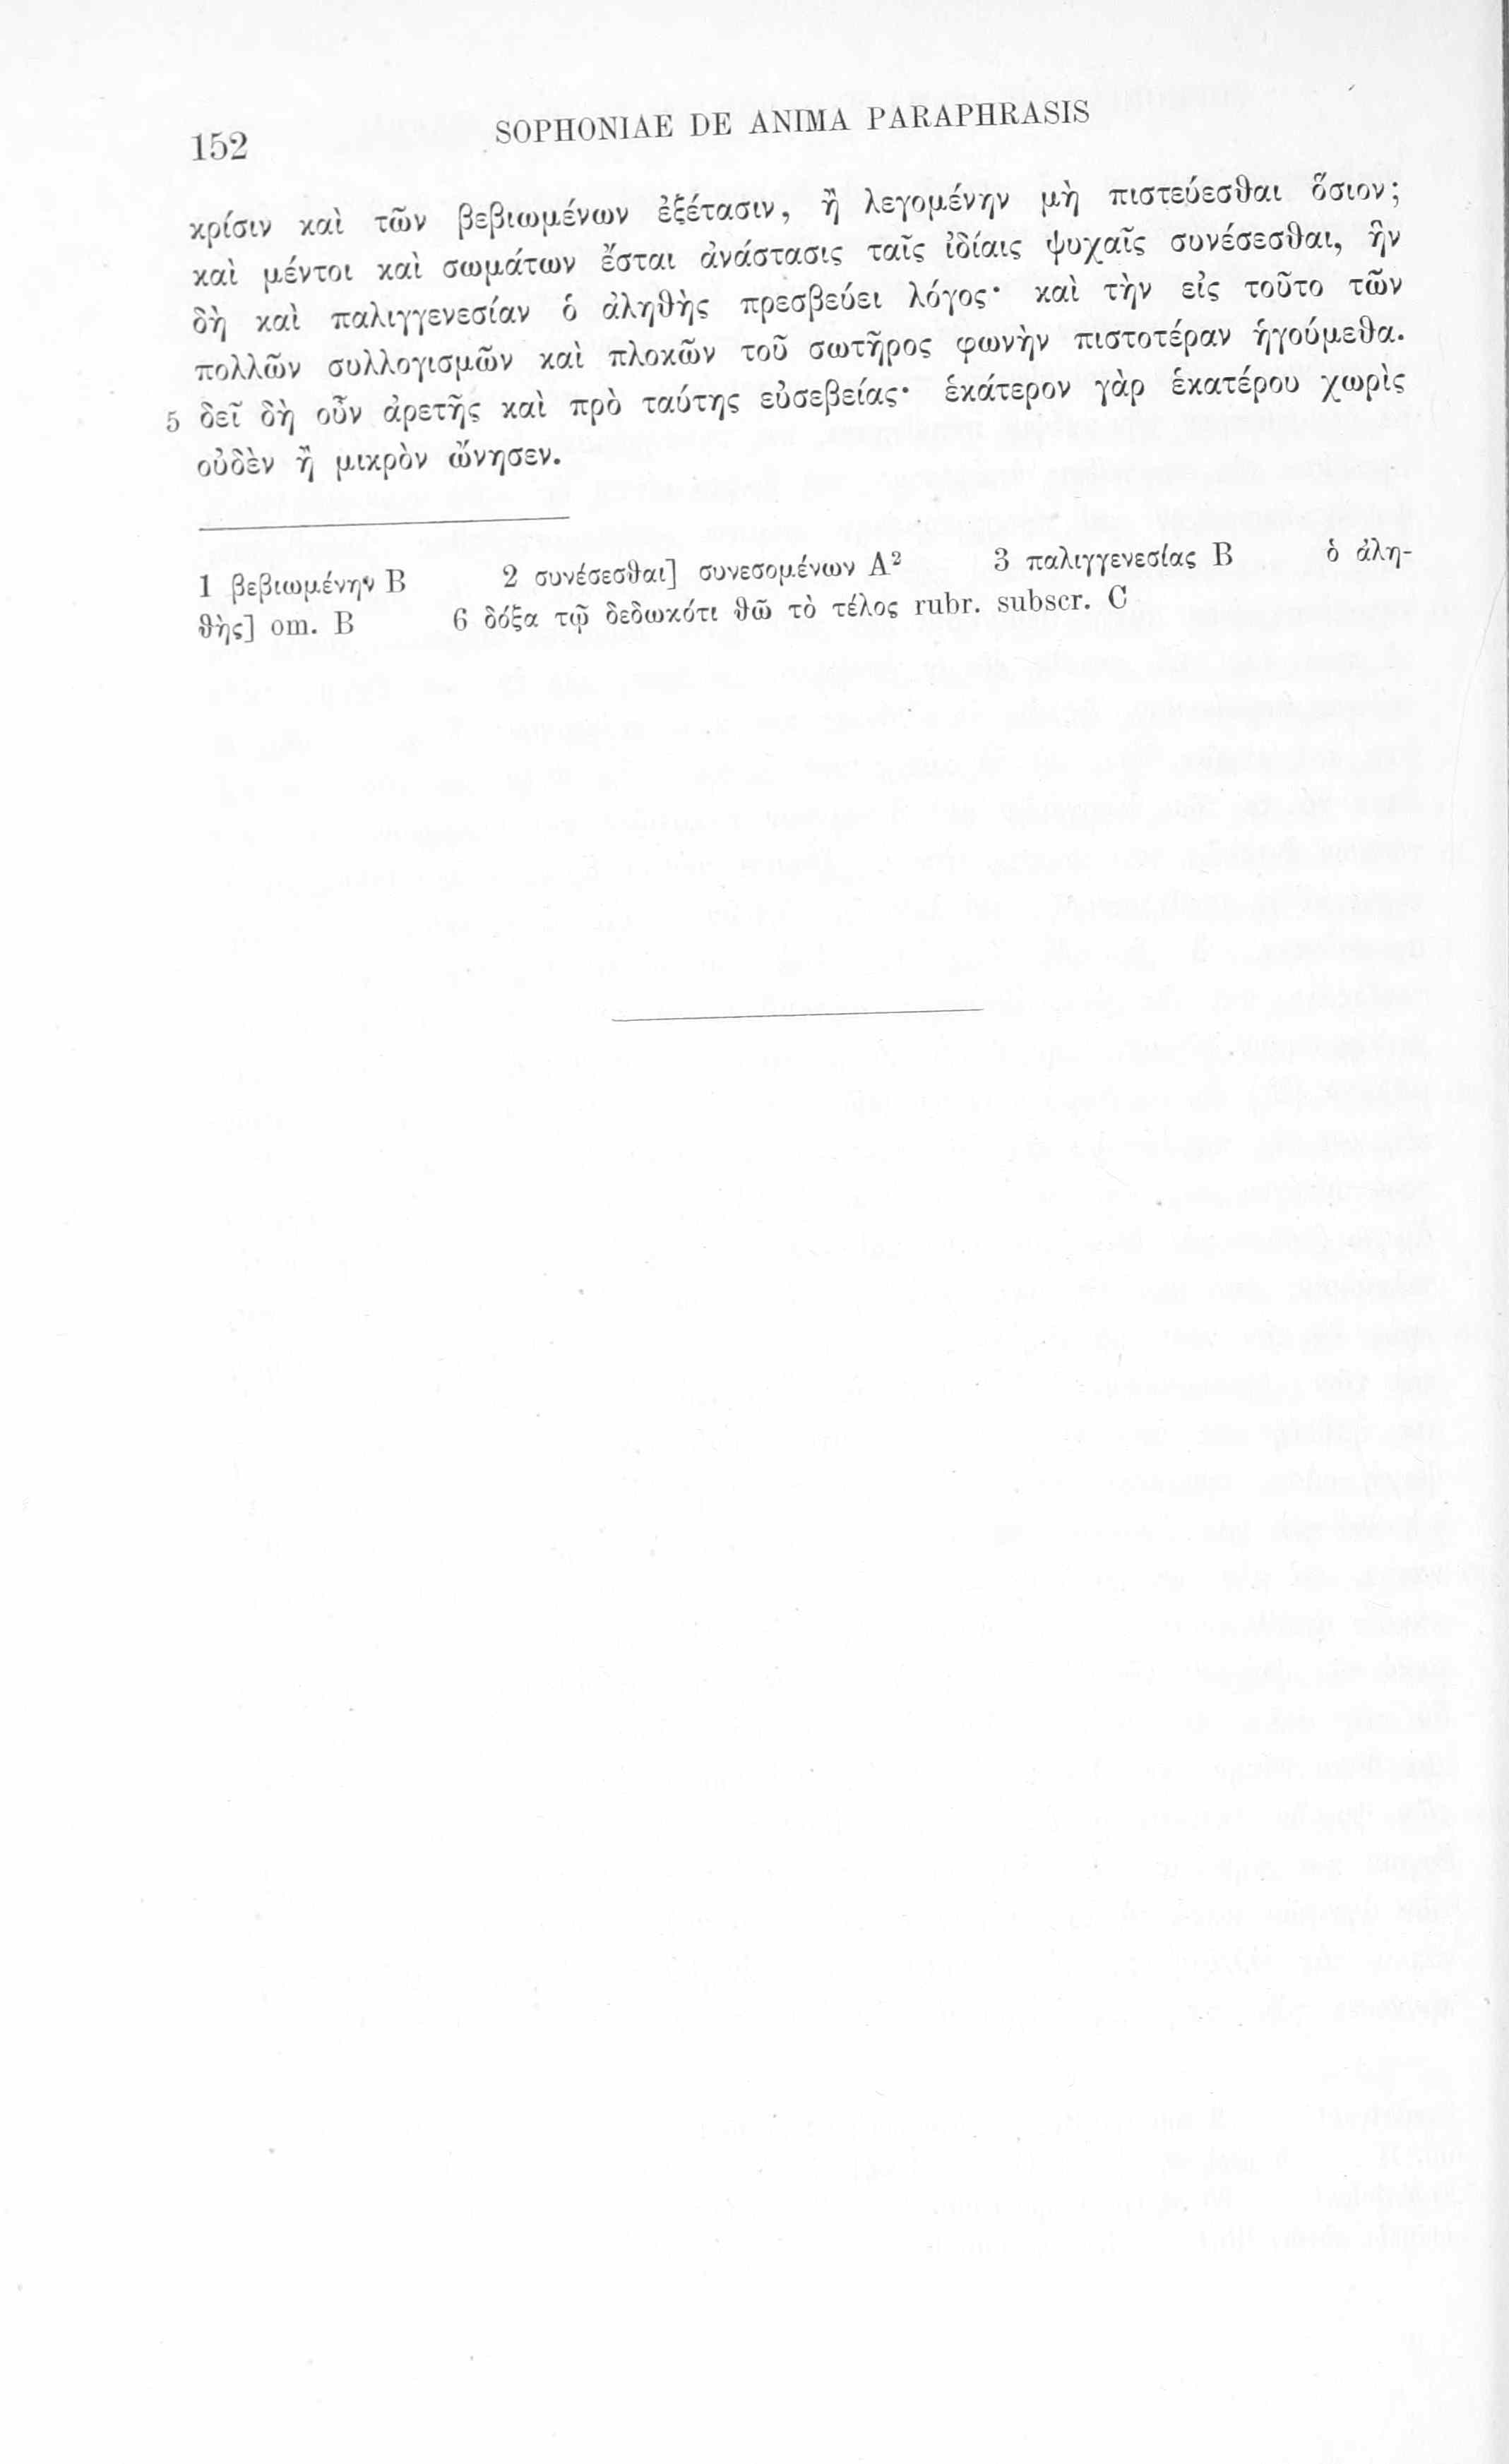 152 SOPHONIAE DE ANIMA PARAPHRASIS
κρίσιν καὶ τῶν βεβιωμένων ἐξέτασιν, ἢ λεγομένην μὴ πιστεύεσθαι ὅσιον;
καὶ μέντοι καὶ σωμάτων ἔσται ἀνάστασις ταῖς ἰδίαις ψυχαῖς συνέσεσθαι, ἣν
δὴ καὶ παλιγγενεσίαν ὁ ἀληθὴς πρεσβεύει λόγος· καὶ τὴν εἰς τοῦτο τῶν
πολλῶν συλλογισμῶν καὶ πλοκῶν τοῦ σωτῆρος φωνὴν πιστοτέραν ἡγούμεθα.
5 δεῖ δὴ οὖν ἀρετῆς καὶ πρὸ ταύτης εὐσεβείας· ἑκάτερον γὰρ ἑκατέρου χωρὶς
οὐδὲν ἢ μικρὸν ὤνησεν.
1 βεβιωμένην B 2 συνέσεσθαι] συνεσομένων A² 3 παλιγγενεσίας B ὁ ἀλη-
θὴς] om. B 6 δόξα τῷ δεδωκότι θῶ τὸ τέλος rubr. subscr. C